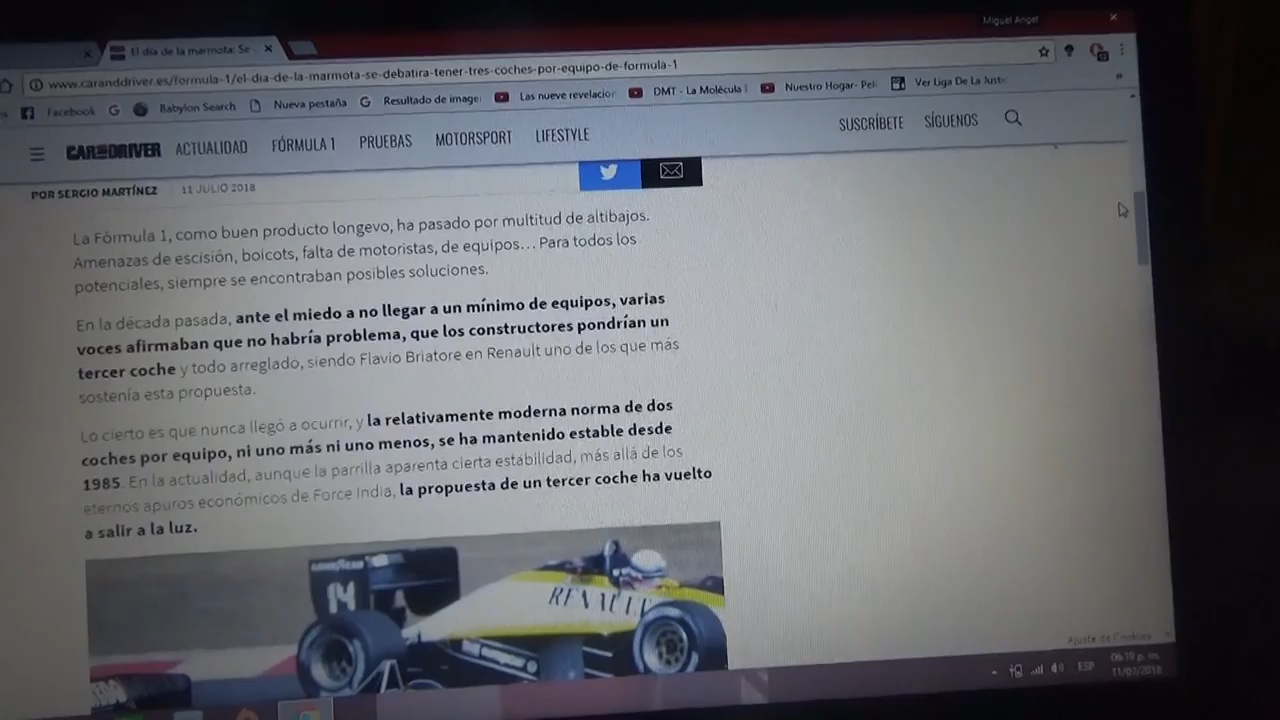 Miguel Angel
El dia de la marmota: Se
www.caranddriver.es/formula-1/el-dia-de-la-marmota-se-debatira-tener-tres-coches-por-equipo-de-formula-1
Facebook Babylon Search Nueva pestaña Resultado de image Las nueve revelacion DMT - La Molécula Nuestro Hogar- Pel Ver Liga De La Justic
CAR AND DRIVER ACTUALIDAD FÓRMULA 1 PRUEBAS MOTORSPORT LIFESTYLE SUSCRÍBETE SÍGUENOS
POR SERGIO MARTÍNEZ 11 JULIO 2018
La Fórmula 1, como buen producto longevo, ha pasado por multitud de altibajos.
Amenazas de escisión, boicots, falta de motoristas, de equipos... Para todos los
potenciales, siempre se encontraban posibles soluciones.
En la década pasada, ante el miedo a no llegar a un mínimo de equipos, varias
voces afirmaban que no habría problema, que los constructores pondrían un
tercer coche y todo arreglado, siendo Flavio Briatore en Renault uno de los que más
sostenía esta propuesta.
Lo cierto es que nunca llegó a ocurrir, y la relativamente moderna norma de dos
coches por equipo, ni uno más ni uno menos, se ha mantenido estable desde
1985. En la actualidad, aunque la parrilla aparenta cierta estabilidad, más allá de los
eternos apuros económicos de Force India, la propuesta de un tercer coche ha vuelto
a salir a la luz.
14
RENAULT
Ajuste de Cookies
ESP
06:19 p. m.
11/07/2018